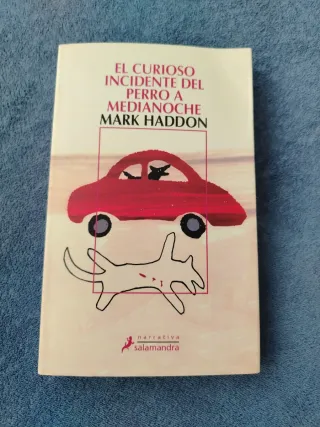 EL CURIOSO
INCIDENTE DEL
PERRO A
MEDIANOCHE
MARK HADDON
narrativa
salamandra